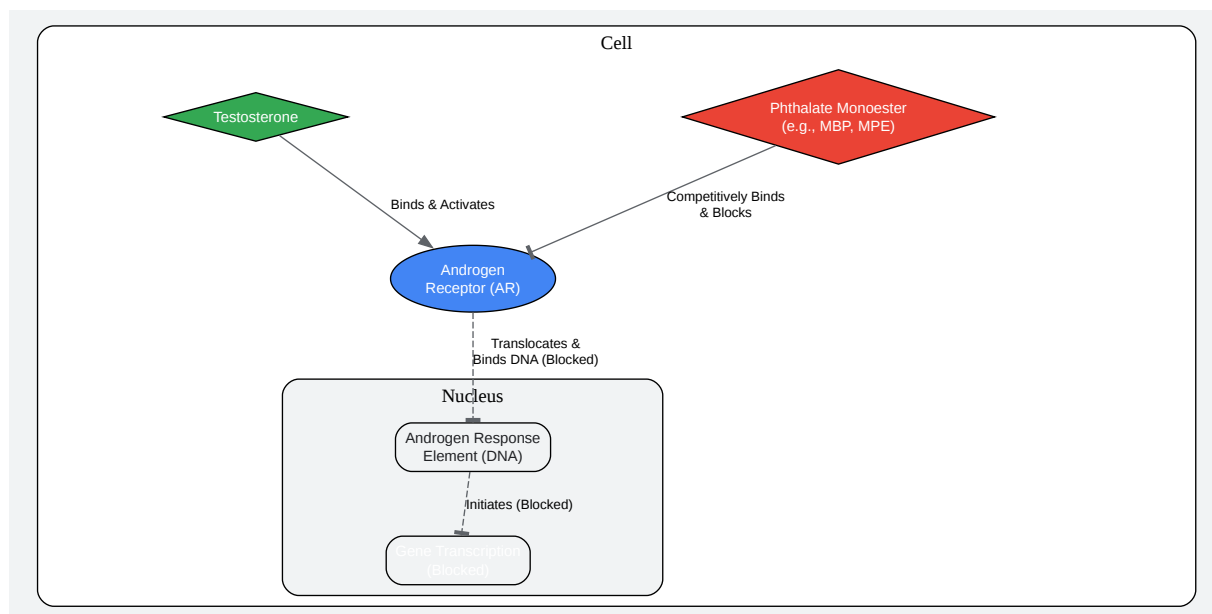 Cell
Testosterone
Phthalate Monoester
(e.g., MBP, MPE)
Binds & Activates
Competitively Binds
& Blocks
Androgen
Receptor (AR)
Translocates &
Binds DNA (Blocked)
Nucleus
Androgen Response
Element (DNA)
Initiates (Blocked)
Gene Transcription
(Blocked)